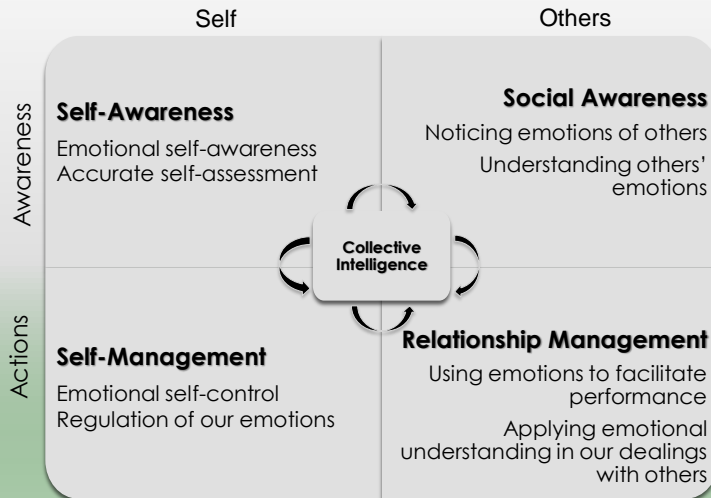 Self
Others
Awareness
Self-Awareness
Emotional self-awareness
Accurate self-assessment
Social Awareness
Noticing emotions of others
Understanding others’
emotions
Collective
Intelligence
Actions
Self-Management
Emotional self-control
Regulation of our emotions
Relationship Management
Using emotions to facilitate
performance
Applying emotional
understanding in our dealings
with others